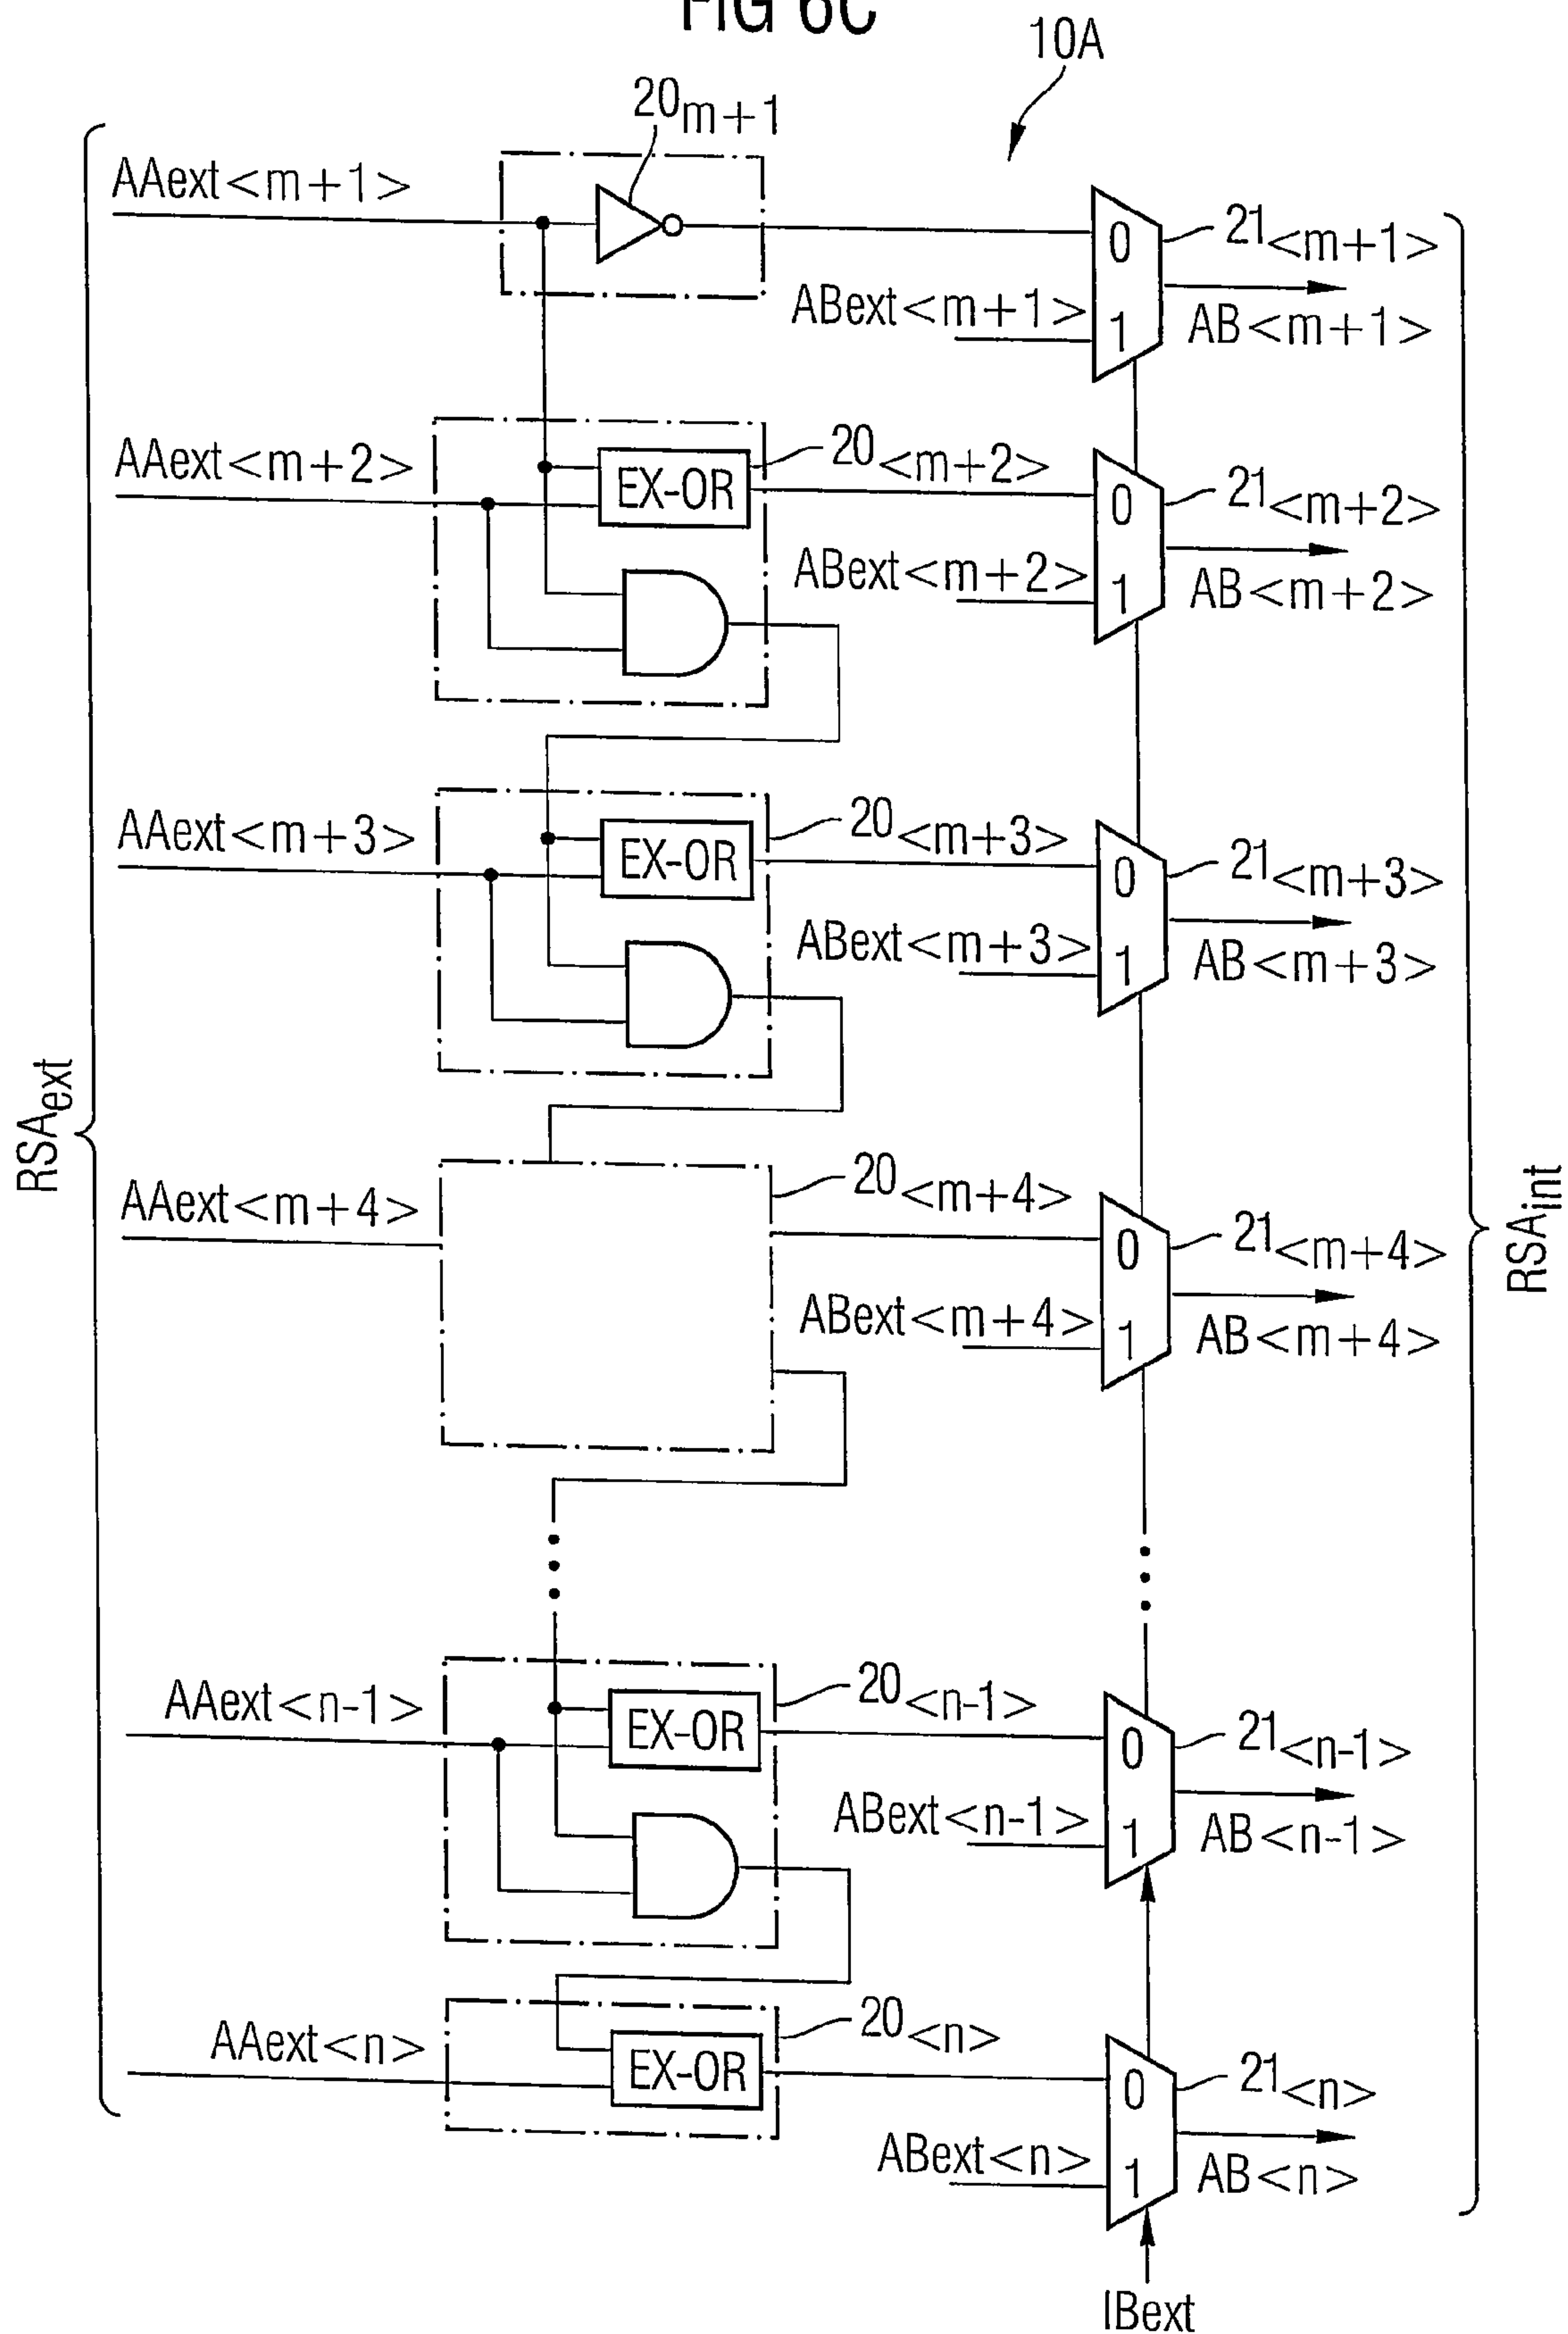 FIG 6C
10A
20m+1
AAext<m+1>
0
21<m+1>
ABext<m+1>
1
AB<m+1>
AAext<m+2>
EX-OR
20<m+2>
0
21<m+2>
ABext<m+2>
1
AB<m+2>
AAext<m+3>
EX-OR
20<m+3>
0
21<m+3>
ABext<m+3>
1
AB<m+3>
RSAext
AAext<m+4>
20<m+4>
0
21<m+4>
ABext<m+4>
1
AB<m+4>
RSAint
AAext<n-1>
EX-OR
20<n-1>
0
21<n-1>
ABext<n-1>
1
AB<n-1>
AAext<n>
EX-OR
20<n>
0
21<n>
ABext<n>
1
AB<n>
IBext